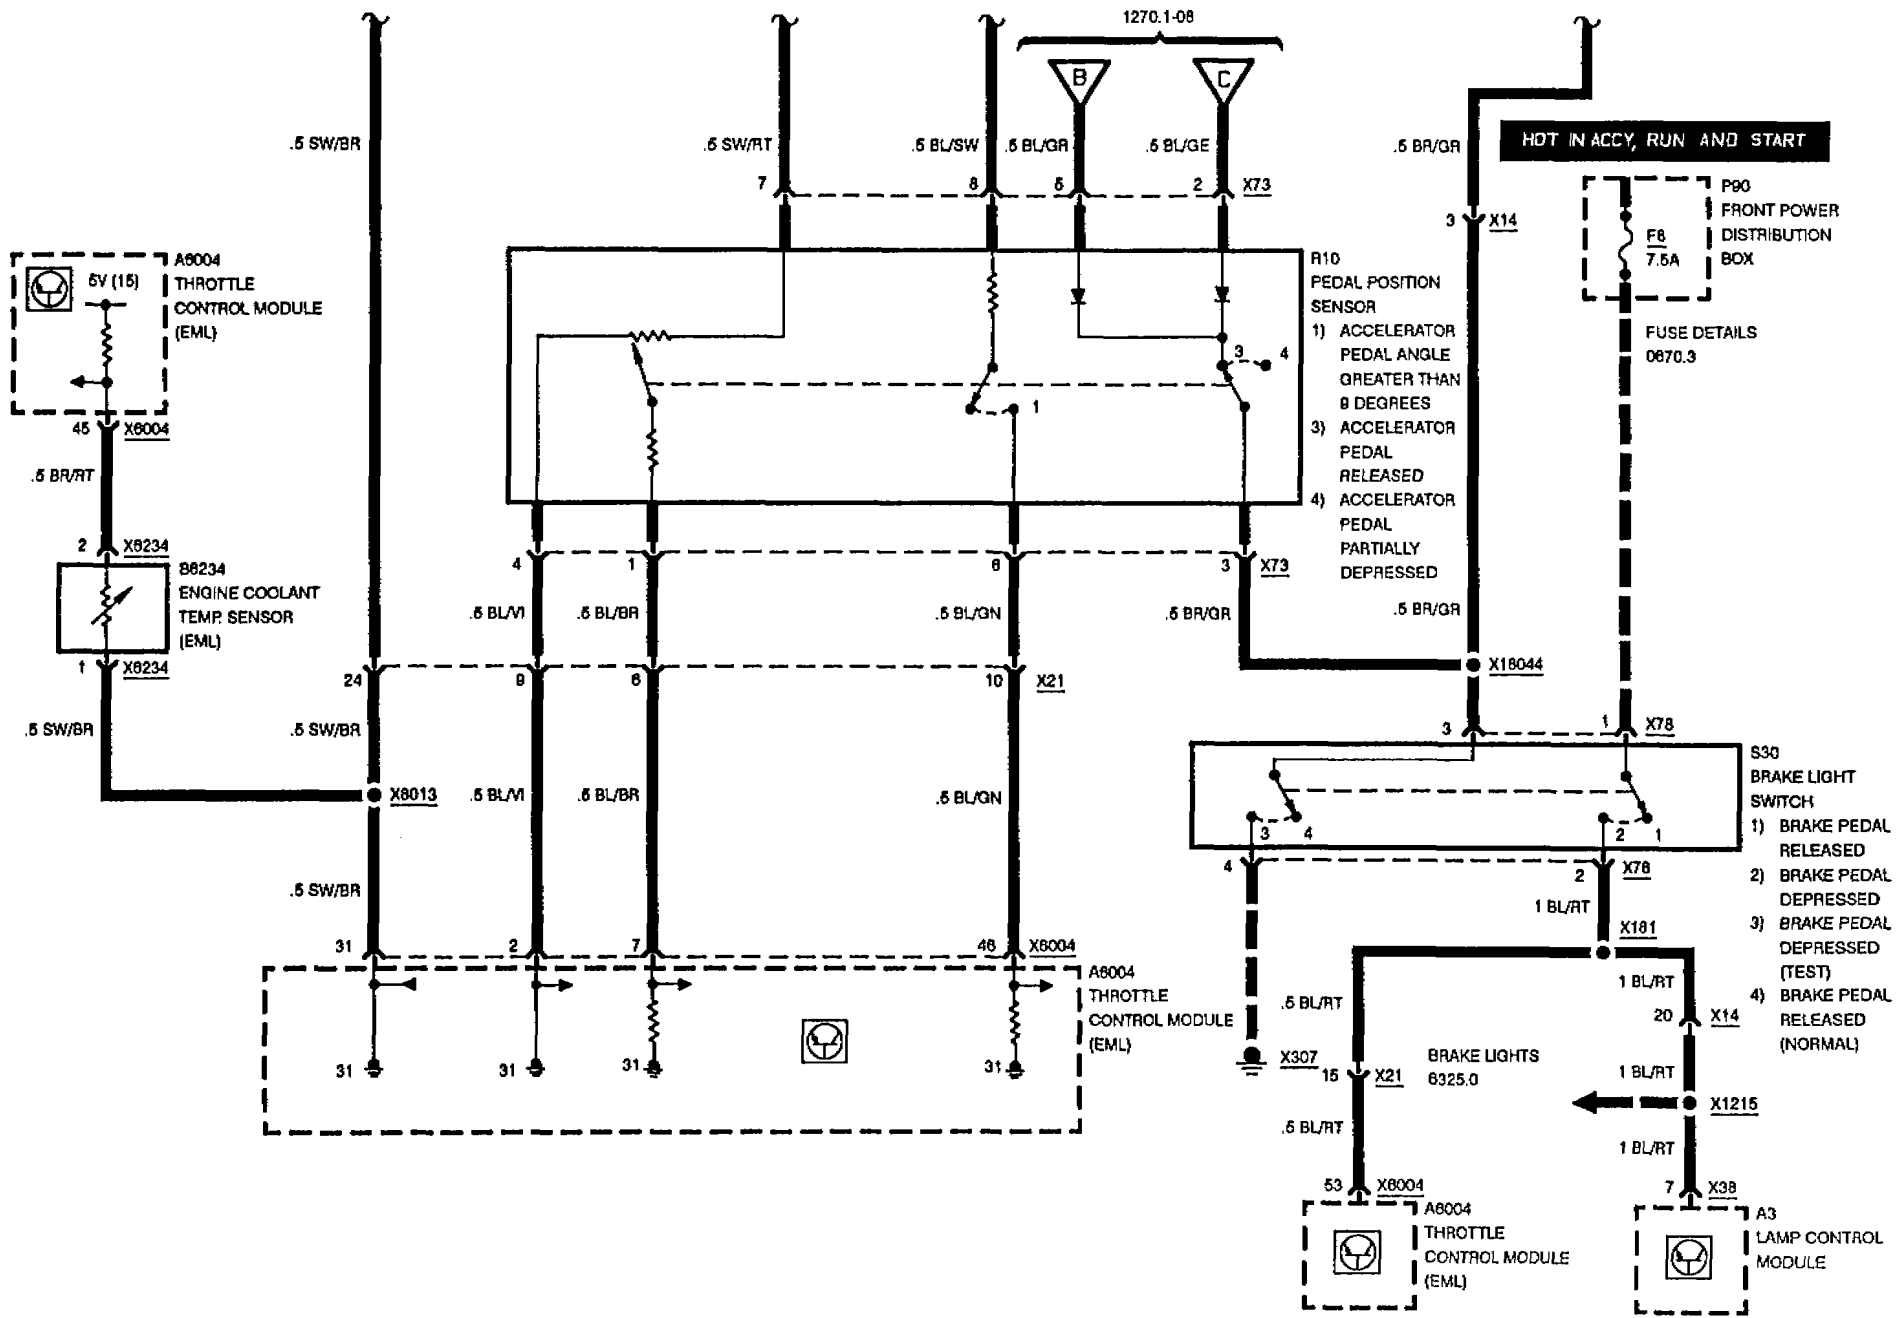 1270.1-08
B
C
.5 SW/BR
.5 SW/RT
.5 BL/SW
.5 BL/GR
.5 BL/GE
.5 BR/GR
HOT IN ACCY, RUN AND START
7
8
5
2
X73
3
X14
P90
FRONT POWER
DISTRIBUTION
BOX
F8
7.5A
FUSE DETAILS
0670.3
A6004
THROTTLE
CONTROL MODULE
(EML)
5V (15)
45
X6004
.5 BR/RT
2
X6234
B6234
ENGINE COOLANT
TEMP. SENSOR
(EML)
1
X6234
.5 SW/BR
R10
PEDAL POSITION
SENSOR
1) ACCELERATOR
PEDAL ANGLE
GREATER THAN
9 DEGREES
3) ACCELERATOR
PEDAL
RELEASED
4) ACCELERATOR
PEDAL
PARTIALLY
DEPRESSED
3
4
1
4
1
6
3
X73
.5 BL/VI
.5 BL/BR
.5 BL/GN
.5 BR/GR
.5 BR/GR
24
9
6
10
X21
X18044
.5 SW/BR
X8013
.5 BL/VI
.5 BL/BR
.5 BL/GN
.5 SW/BR
31
2
7
46
X6004
A6004
THROTTLE
CONTROL MODULE
(EML)
31
31
31
31
3
1
X78
S30
BRAKE LIGHT
SWITCH
1) BRAKE PEDAL
RELEASED
2) BRAKE PEDAL
DEPRESSED
3) BRAKE PEDAL
DEPRESSED
(TEST)
4) BRAKE PEDAL
RELEASED
(NORMAL)
3
4
2
1
4
2
X78
1 BL/RT
X181
.5 BL/RT
1 BL/RT
20
X14
X307
15
X21
BRAKE LIGHTS
6325.0
1 BL/RT
X1215
.5 BL/RT
1 BL/RT
53
X6004
7
X38
A6004
THROTTLE
CONTROL MODULE
(EML)
A3
LAMP CONTROL
MODULE